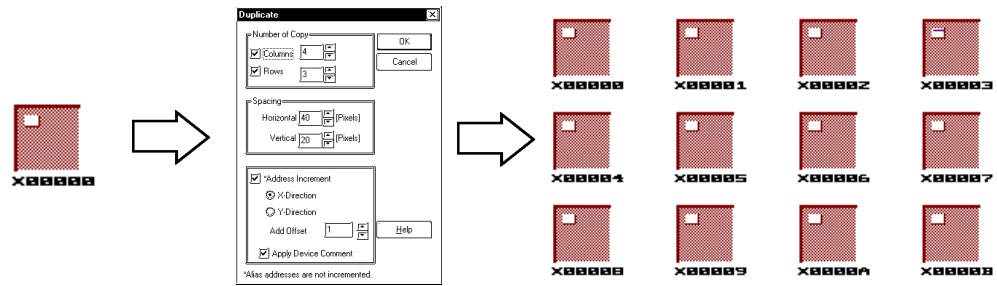 X00000
Duplicate
Number of Copy
Columns 4
Rows 3
OK
Cancel
Spacing
Horizontal 40 [Pixels]
Vertical 20 [Pixels]
*Address Increment
X-Direction
Y-Direction
Add Offset 1
Help
Apply Device Comment
*Alias addresses are not incremented.
X00000 X00001 X00002 X00003
X00004 X00005 X00006 X00007
X00008 X00009 X0000A X0000B